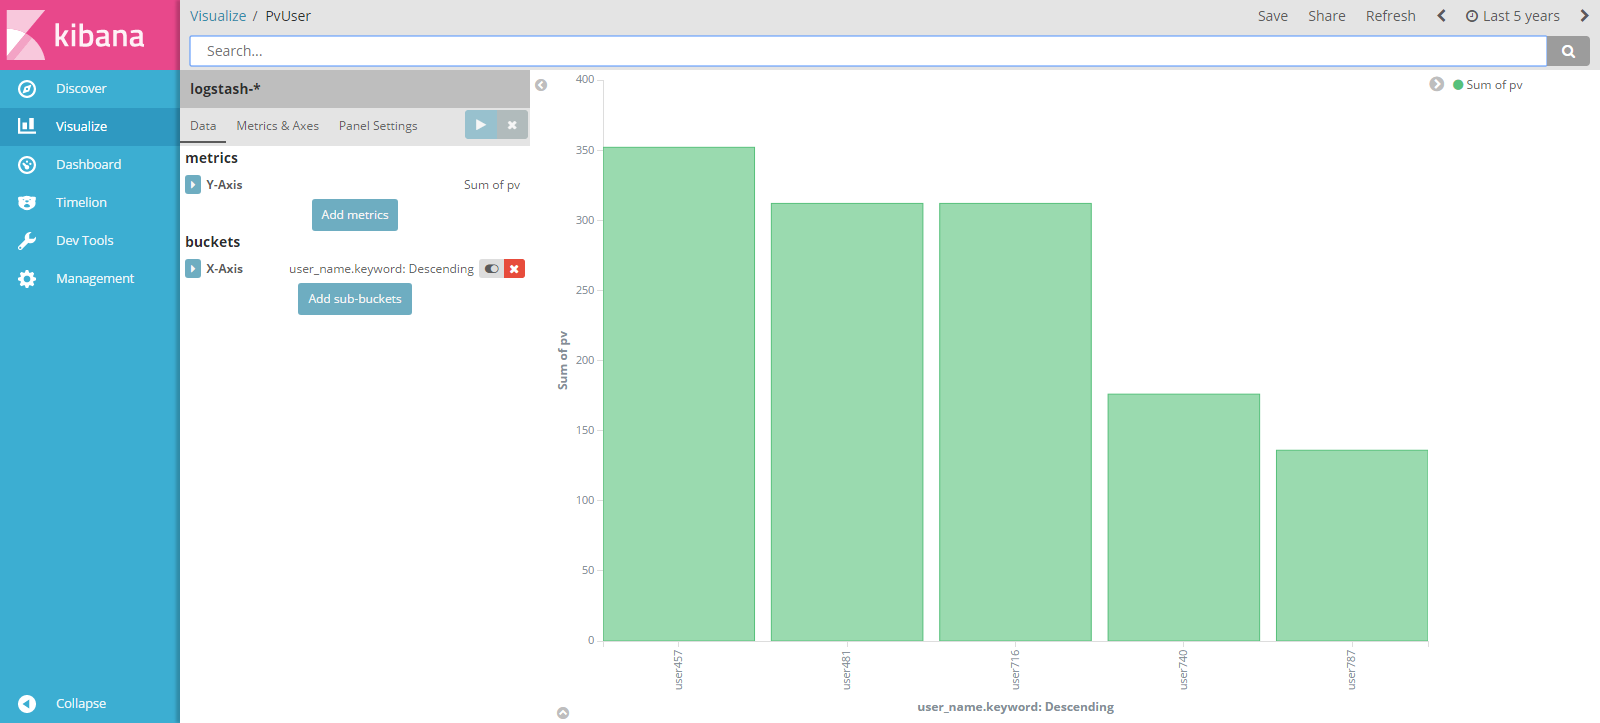 kibana
Discover
Visualize
Dashboard
Timelion
Dev Tools
Management
Collapse
Visualize / PvUser
Save Share Refresh Last 5 years
Search...
logstash-*
Data Metrics & Axes Panel Settings
metrics
Y-Axis Sum of pv
Add metrics
buckets
X-Axis user_name.keyword: Descending
Add sub-buckets
Sum of pv
400
350
300
250
200
150
100
50
0
Sum of pv
user457 user481 user716 user740 user787
user_name.keyword: Descending